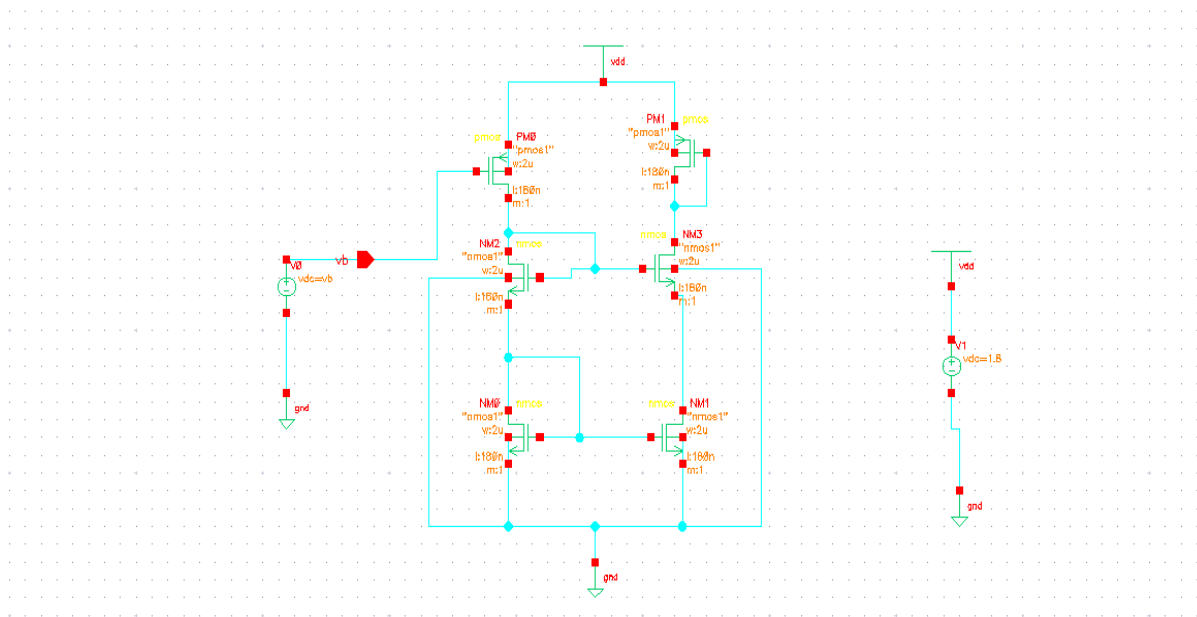 vdd
PM1 pmos
"pmos1"
w:2u
l:180n
m:1
pmos PM0
"pmos1"
w:2u
l:180n
m:1
NM2 nmos
"nmos1"
w:2u
l:180n
m:1
nmos NM3
"nmos1"
w:2u
l:180n
m:1
vb
V0
vdc=vb
gnd
vdd
V1
vdc=1.8
gnd
NM0 nmos
"nmos1"
w:2u
l:180n
m:1
nmos NM1
"nmos1"
w:2u
l:180n
m:1
gnd